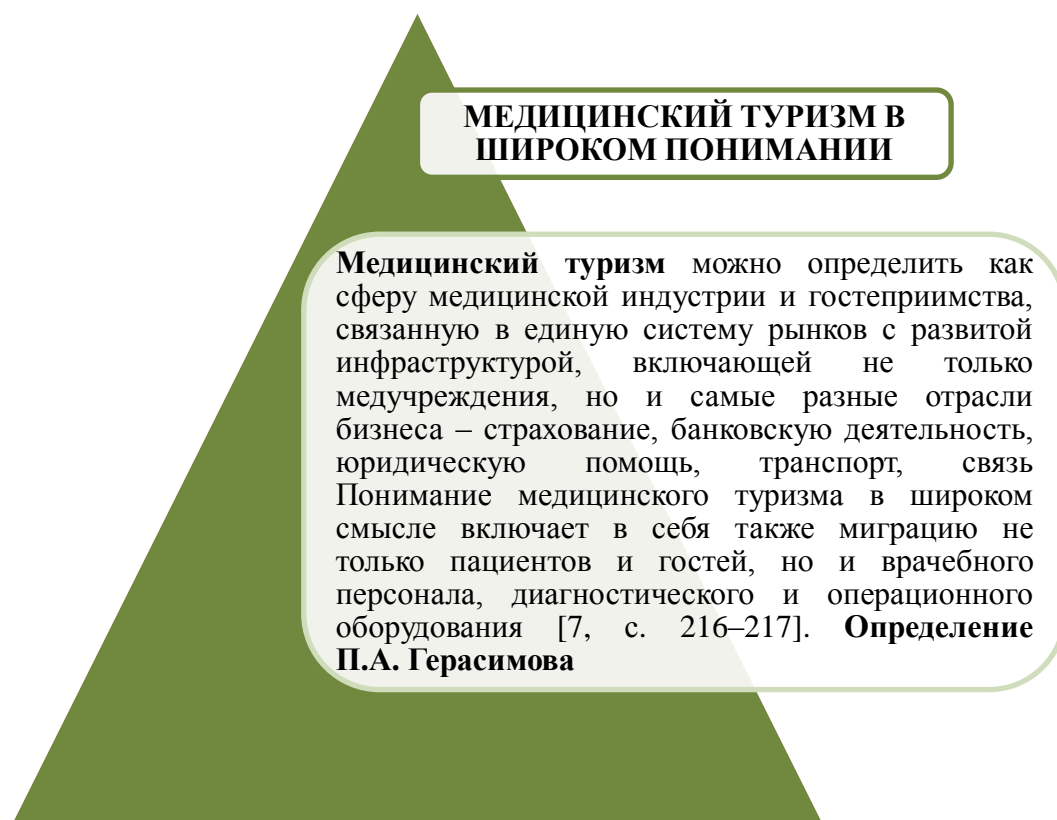 МЕДИЦИНСКИЙ ТУРИЗМ В
ШИРОКОМ ПОНИМАНИИ
Медицинский туризм можно определить как
сферу медицинской индустрии и гостеприимства,
связанную в единую систему рынков с развитой
инфраструктурой, включающей не только
медучреждения, но и самые разные отрасли
бизнеса – страхование, банковскую деятельность,
юридическую помощь, транспорт, связь
Понимание медицинского туризма в широком
смысле включает в себя также миграцию не
только пациентов и гостей, но и врачебного
персонала, диагностического и операционного
оборудования [7, с. 216–217]. Определение
П.А. Герасимова